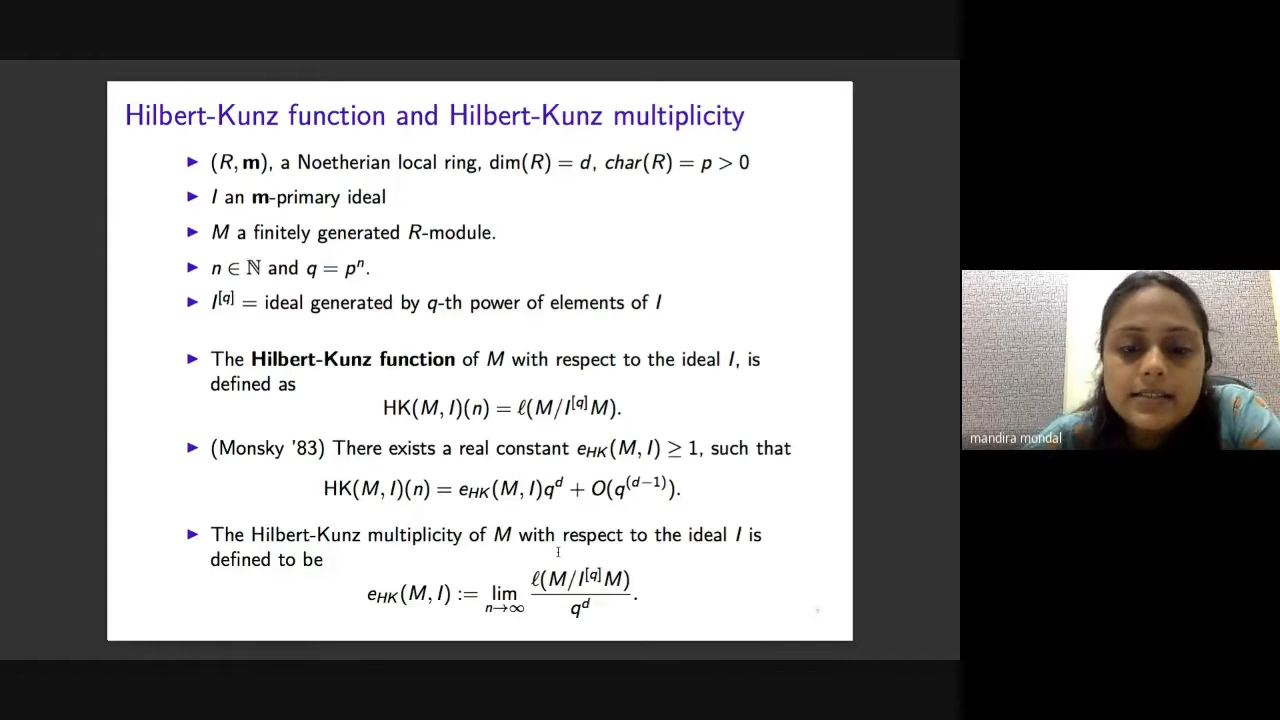 Hilbert-Kunz function and Hilbert-Kunz multiplicity
▶ (R, m), a Noetherian local ring, dim(R) = d, char(R) = p > 0
▶ I an m-primary ideal
▶ M a finitely generated R-module.
▶ n ∈ ℕ and q = pⁿ.
▶ I^[q] = ideal generated by q-th power of elements of I
▶ The Hilbert-Kunz function of M with respect to the ideal I, is
defined as
HK(M, I)(n) = ℓ(M/I^[q]M).
▶ (Monsky '83) There exists a real constant e_HK(M, I) ≥ 1, such that
HK(M, I)(n) = e_HK(M, I)q^d + O(q^(d−1)).
▶ The Hilbert-Kunz multiplicity of M with respect to the ideal I is
defined to be
e_HK(M, I) := lim_{n→∞} ℓ(M/I^[q]M) / q^d.
mandira mondal